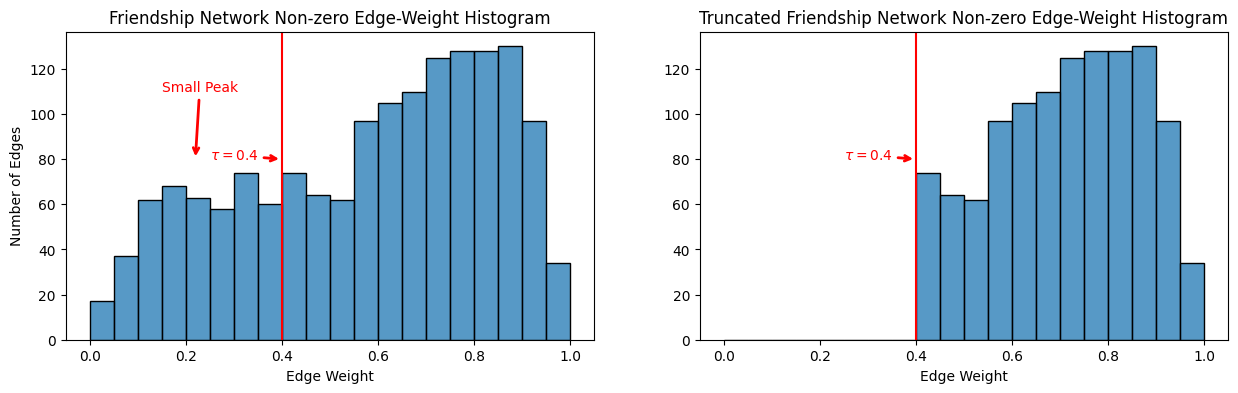 Friendship Network Non-zero Edge-Weight Histogram
120
100
80
60
40
20
0
Number of Edges
Small Peak
τ = 0.4
0.0 0.2 0.4 0.6 0.8 1.0
Edge Weight
Truncated Friendship Network Non-zero Edge-Weight Histogram
120
100
80
60
40
20
0
τ = 0.4
0.0 0.2 0.4 0.6 0.8 1.0
Edge Weight